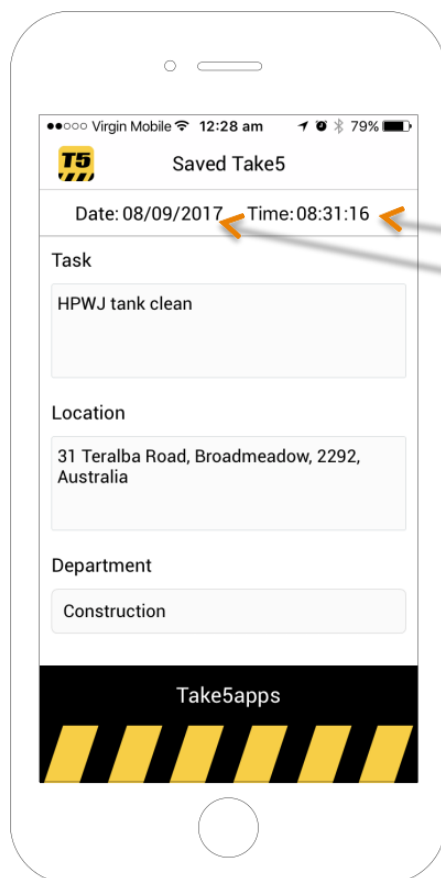 Virgin Mobile 12:28 am 79%
T5 Saved Take5
Date: 08/09/2017 Time: 08:31:16
Task
HPWJ tank clean
Location
31 Teralba Road, Broadmeadow, 2292,
Australia
Department
Construction
Take5apps